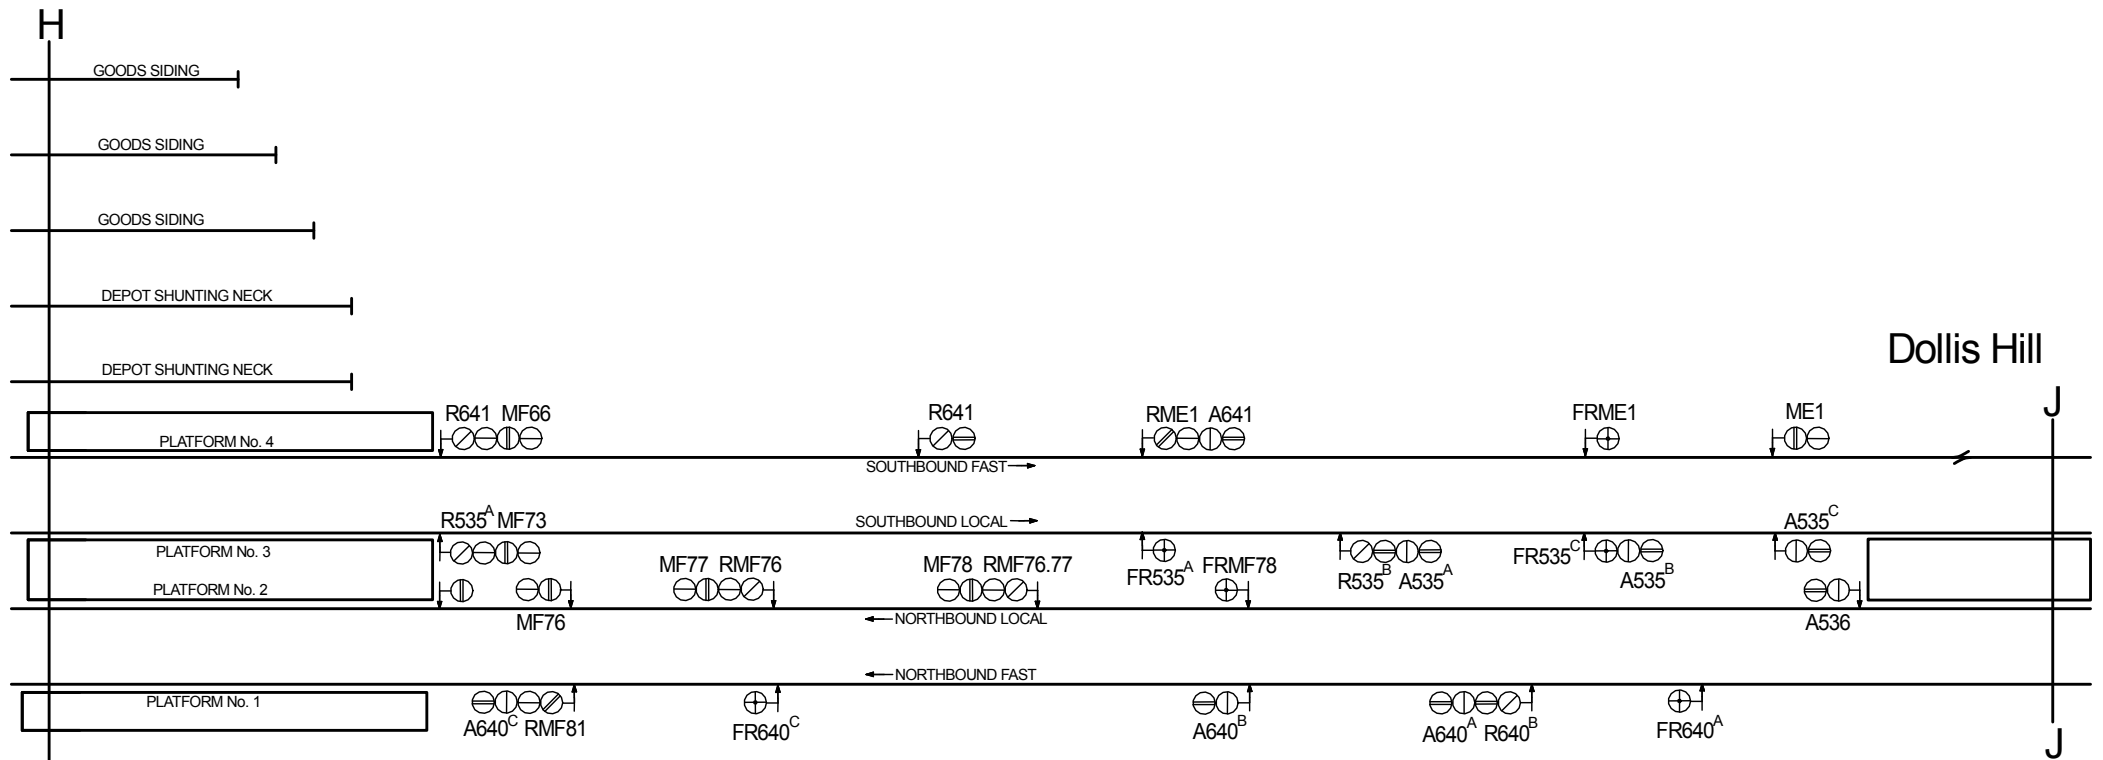 H
GOODS SIDING
GOODS SIDING
GOODS SIDING
DEPOT SHUNTING NECK
DEPOT SHUNTING NECK
Dollis Hill
J
R641 MF66
R641
RME1 A641
FRME1
ME1
PLATFORM No. 4
SOUTHBOUND FAST
R535A MF73
SOUTHBOUND LOCAL
A535C
PLATFORM No. 3
FR535A
R535B A535A
FR535C
A535B
MF77 RMF76
MF78 RMF76.77
FRMF78
PLATFORM No. 2
MF76
NORTHBOUND LOCAL
A536
NORTHBOUND FAST
PLATFORM No. 1
A640C RMF81
FR640C
A640B
A640A R640B
FR640A
J